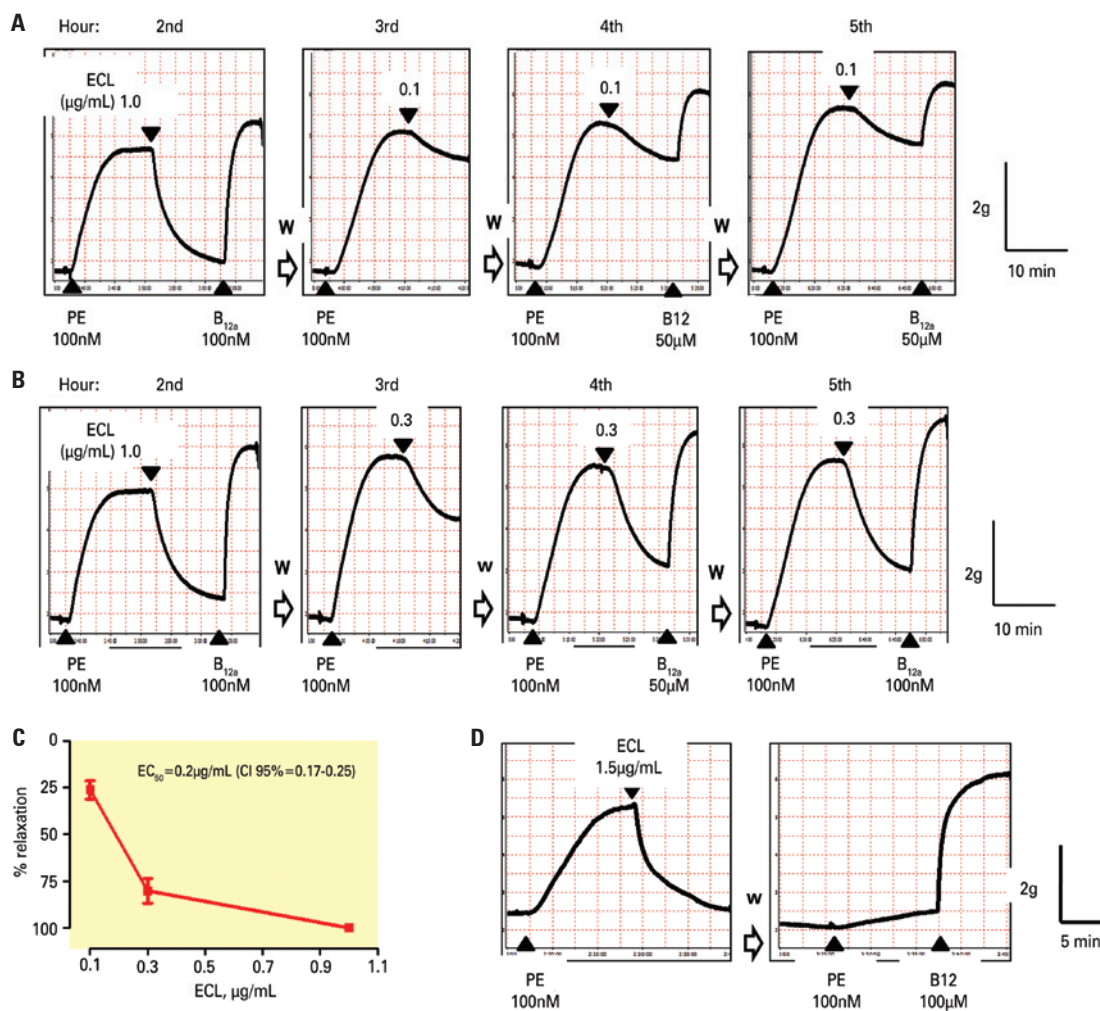 A
Hour: 2nd 3rd 4th 5th
ECL
(µg/mL) 1.0
0.1
0.1
0.1
W
W
W
2g
10 min
PE
100nM
B12a
100nM
PE
100nM
PE
100nM
B12
50µM
PE
100nM
B12a
50µM
B
Hour: 2nd 3rd 4th 5th
ECL
(µg/mL) 1.0
0.3
0.3
0.3
W
w
W
2g
10 min
PE
100nM
B12a
100nM
PE
100nM
PE
100nM
B12a
50µM
PE
100nM
B12a
100nM
C
EC50=0.2µg/mL (CI 95%=0.17-0.25)
% relaxation
0
25
50
75
100
0.1 0.3 0.5 0.7 0.9 1.1
ECL, µg/mL
D
ECL
1.5µg/mL
w
2g
5 min
PE
100nM
PE
100nM
B12
100µM